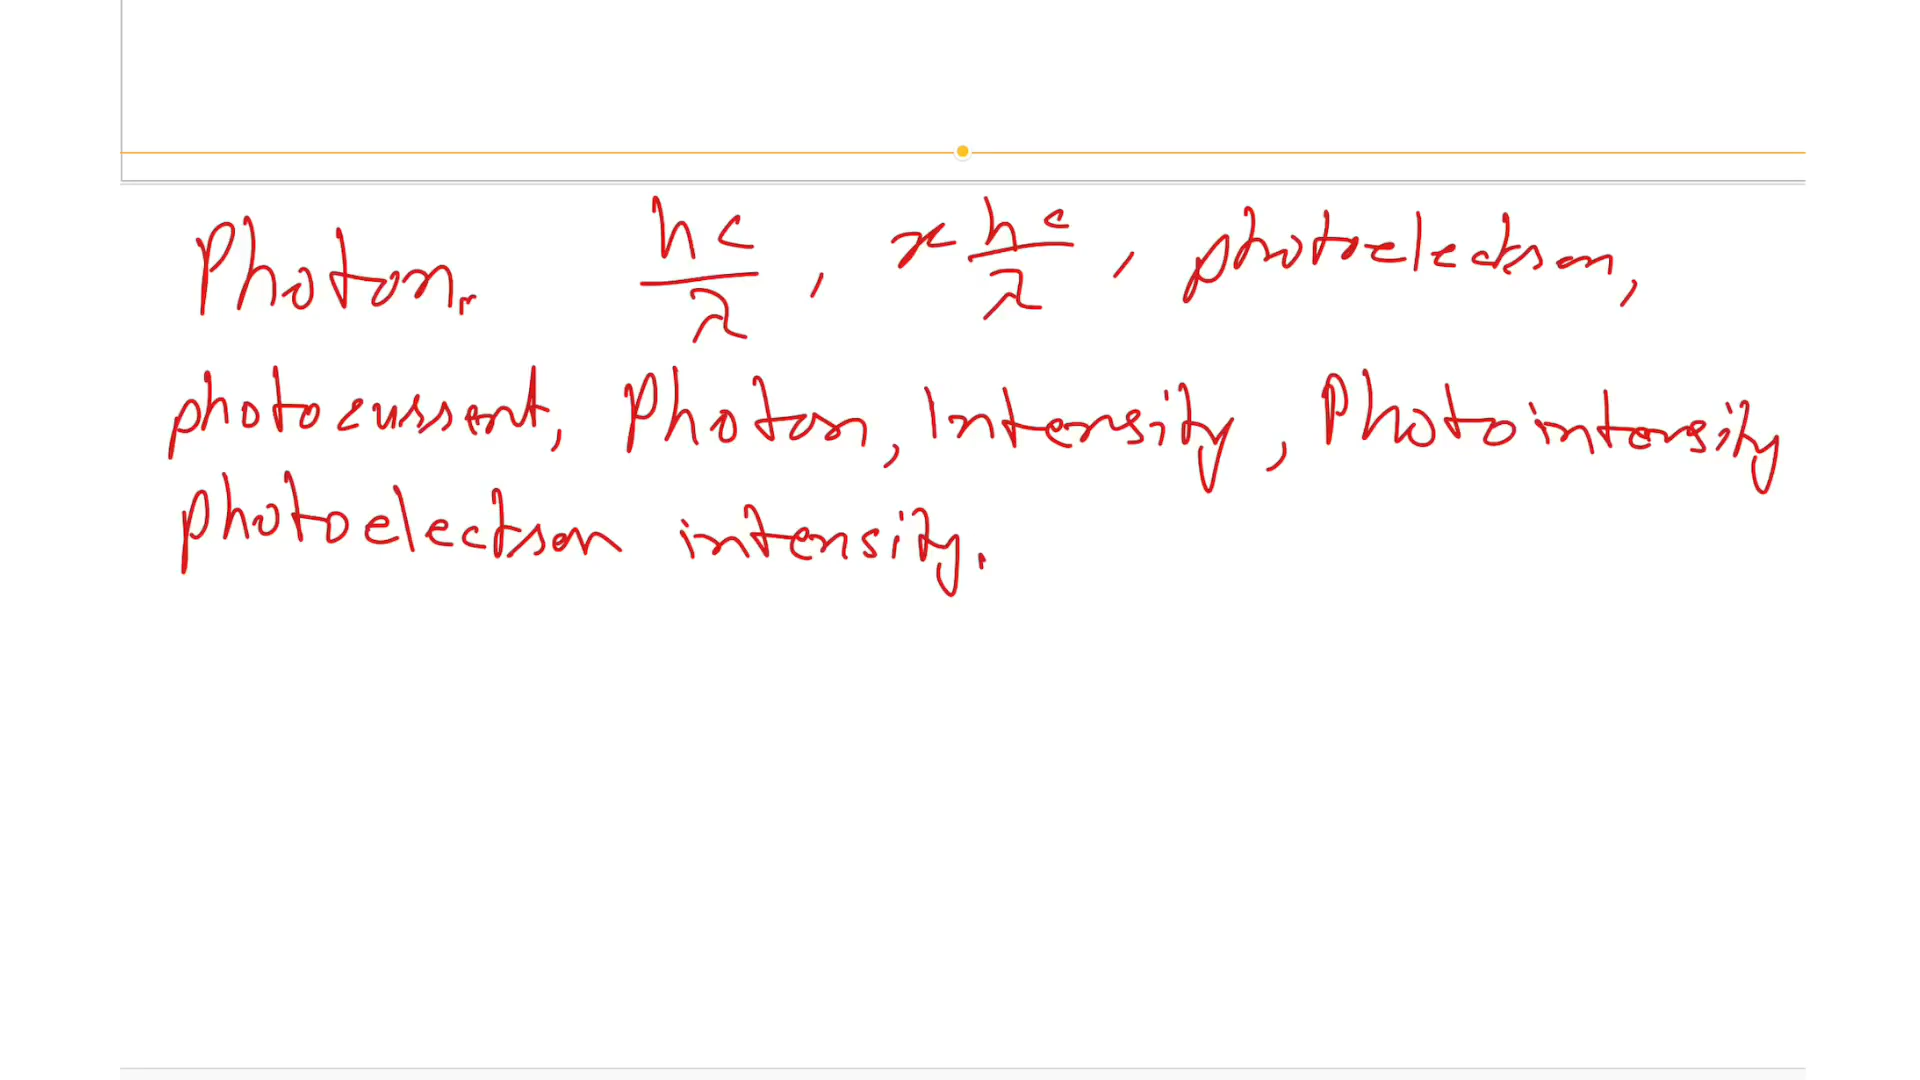 Photon, hc/λ, x hc/λ, photoelectron,
photocurrent, Photon, Intensity, Photointensity
photoelectron intensity.